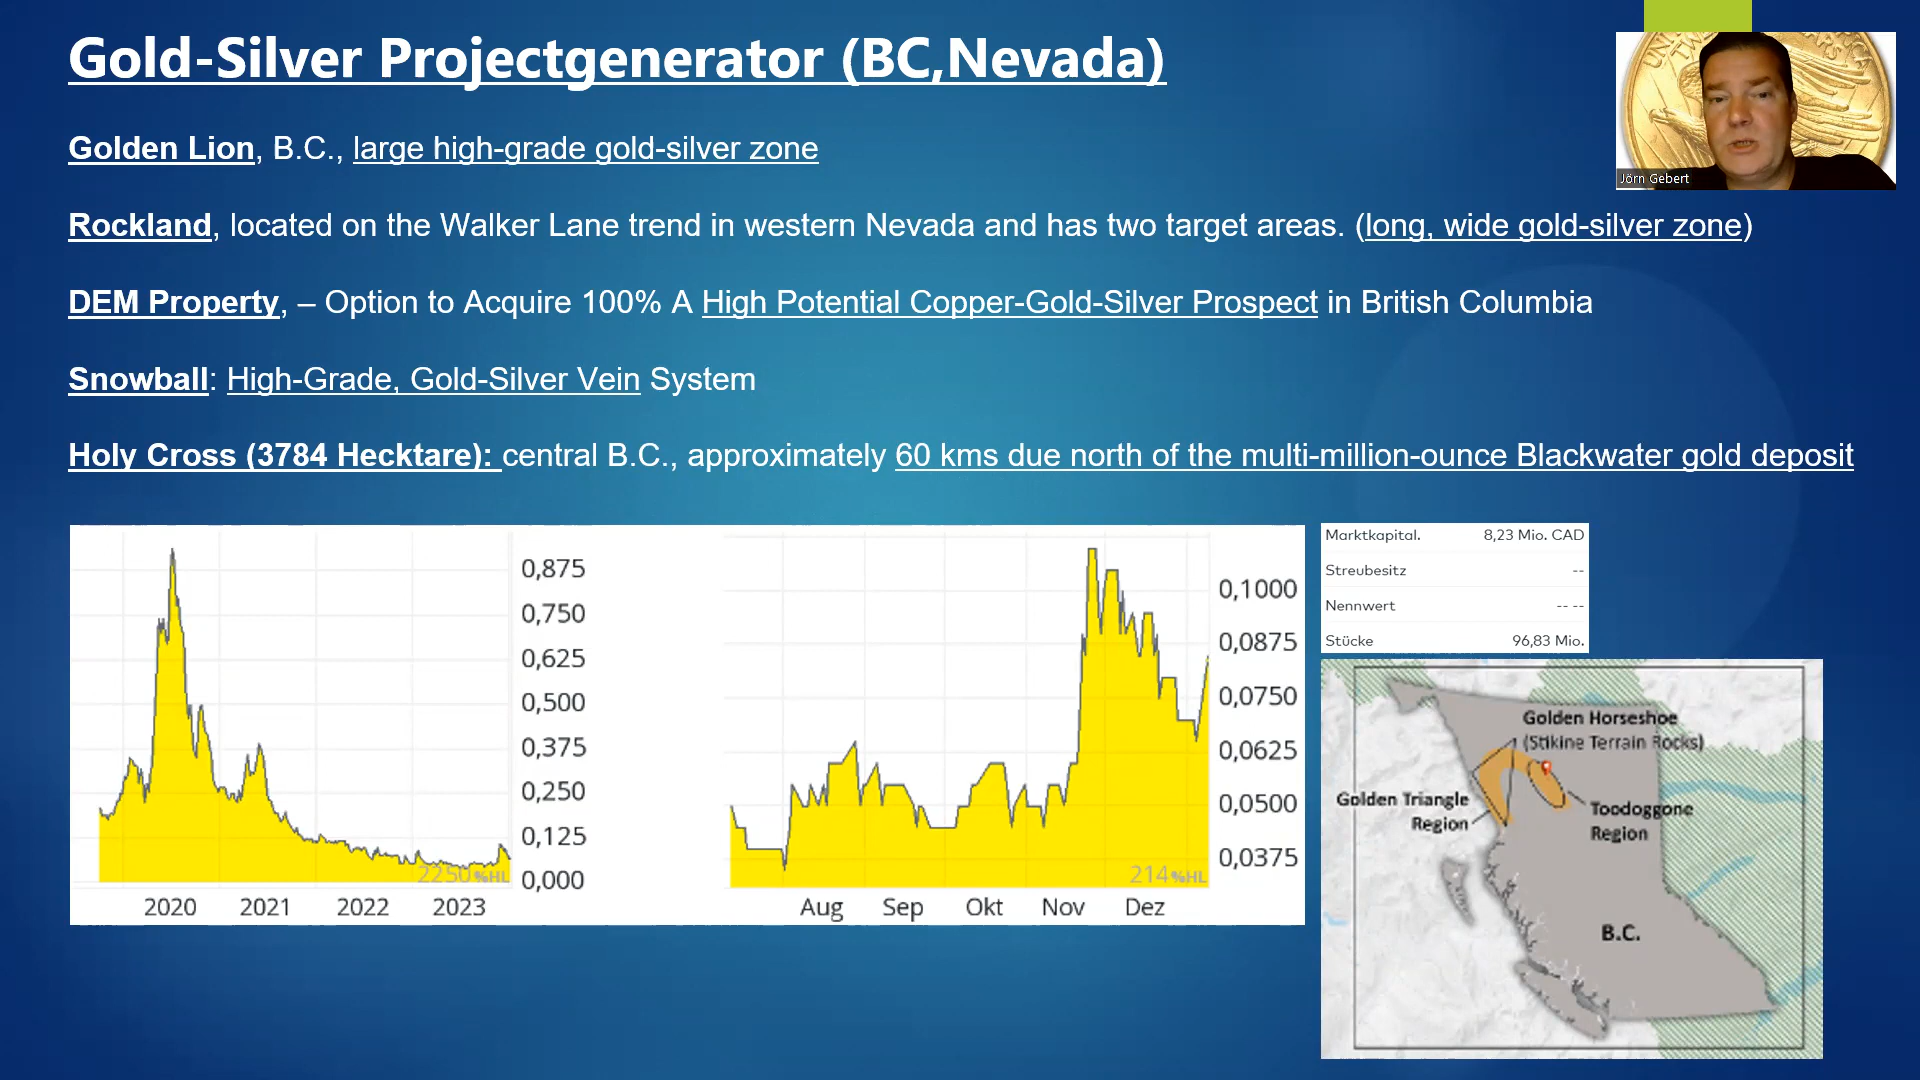 Gold-Silver Projectgenerator (BC,Nevada)
Jörn Gebert
Golden Lion, B.C., large high-grade gold-silver zone
Rockland, located on the Walker Lane trend in western Nevada and has two target areas. (long, wide gold-silver zone)
DEM Property, – Option to Acquire 100% A High Potential Copper-Gold-Silver Prospect in British Columbia
Snowball: High-Grade, Gold-Silver Vein System
Holy Cross (3784 Hecktare): central B.C., approximately 60 kms due north of the multi-million-ounce Blackwater gold deposit
0,875
0,750
0,625
0,500
0,375
0,250
0,125
0,000
2250%HL
2020 2021 2022 2023
0,1000
0,0875
0,0750
0,0625
0,0500
0,0375
214%HL
Aug Sep Okt Nov Dez
Marktkapital. 8,23 Mio. CAD
Streubesitz --
Nennwert -- --
Stücke 96,83 Mio.
Golden Horseshoe
(Stikine Terrain Rocks)
Golden Triangle
Region
Toodoggone
Region
B.C.